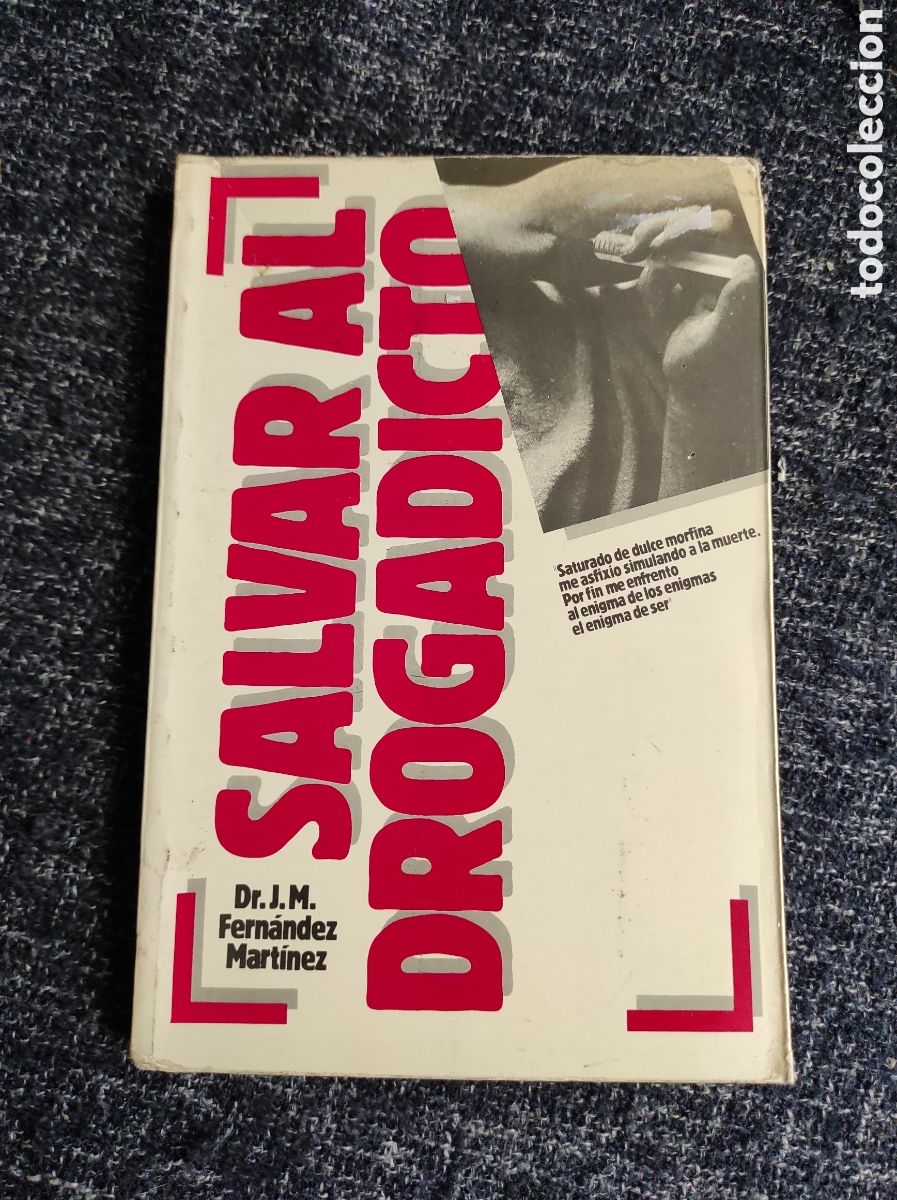 SALVAR AL
DROGADICTO
'Saturado de dulce morfina
me asfixio simulando a la muerte.
Por fin me enfrento
al enigma de los enigmas
el enigma de ser'
Dr. J. M.
Fernández
Martínez
todocoleccion